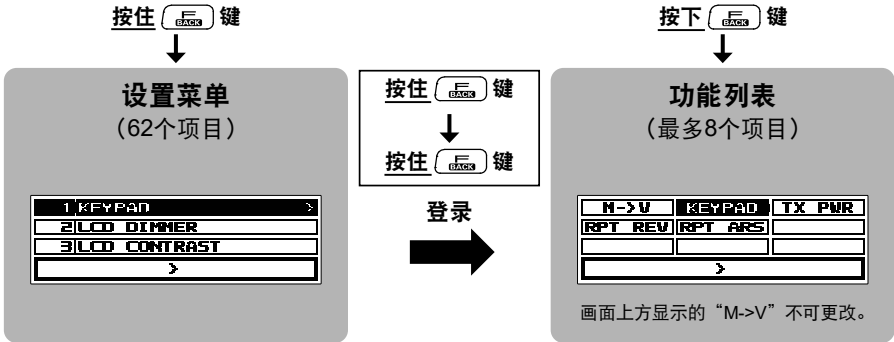 按住 F BACK 键
按下 F BACK 键
设置菜单
（62个项目）
1 KEYPAD >
2 LCD DIMMER
3 LCD CONTRAST
>
按住 F BACK 键
按住 F BACK 键
登录
功能列表
（最多8个项目）
M->V KEYPAD TX PWR
RPT REV RPT ARS
>
画面上方显示的“M->V”不可更改。